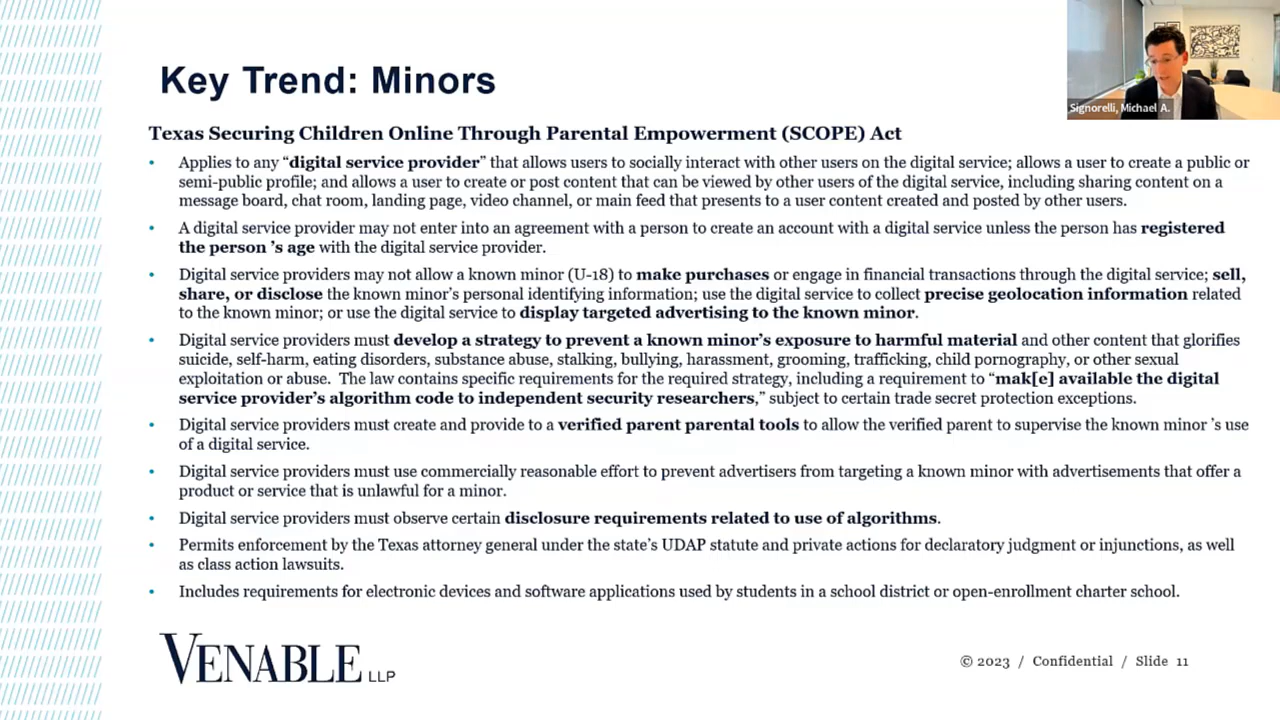 Key Trend: Minors
Signorelli, Michael A.
Texas Securing Children Online Through Parental Empowerment (SCOPE) Act
• Applies to any “digital service provider” that allows users to socially interact with other users on the digital service; allows a user to create a public or
semi-public profile; and allows a user to create or post content that can be viewed by other users of the digital service, including sharing content on a
message board, chat room, landing page, video channel, or main feed that presents to a user content created and posted by other users.
• A digital service provider may not enter into an agreement with a person to create an account with a digital service unless the person has registered
the person ’s age with the digital service provider.
• Digital service providers may not allow a known minor (U-18) to make purchases or engage in financial transactions through the digital service; sell,
share, or disclose the known minor’s personal identifying information; use the digital service to collect precise geolocation information related
to the known minor; or use the digital service to display targeted advertising to the known minor.
• Digital service providers must develop a strategy to prevent a known minor’s exposure to harmful material and other content that glorifies
suicide, self-harm, eating disorders, substance abuse, stalking, bullying, harassment, grooming, trafficking, child pornography, or other sexual
exploitation or abuse. The law contains specific requirements for the required strategy, including a requirement to “mak[e] available the digital
service provider’s algorithm code to independent security researchers,” subject to certain trade secret protection exceptions.
• Digital service providers must create and provide to a verified parent parental tools to allow the verified parent to supervise the known minor ’s use
of a digital service.
• Digital service providers must use commercially reasonable effort to prevent advertisers from targeting a known minor with advertisements that offer a
product or service that is unlawful for a minor.
• Digital service providers must observe certain disclosure requirements related to use of algorithms.
• Permits enforcement by the Texas attorney general under the state’s UDAP statute and private actions for declaratory judgment or injunctions, as well
as class action lawsuits.
• Includes requirements for electronic devices and software applications used by students in a school district or open-enrollment charter school.
VENABLE LLP
© 2023 / Confidential / Slide 11